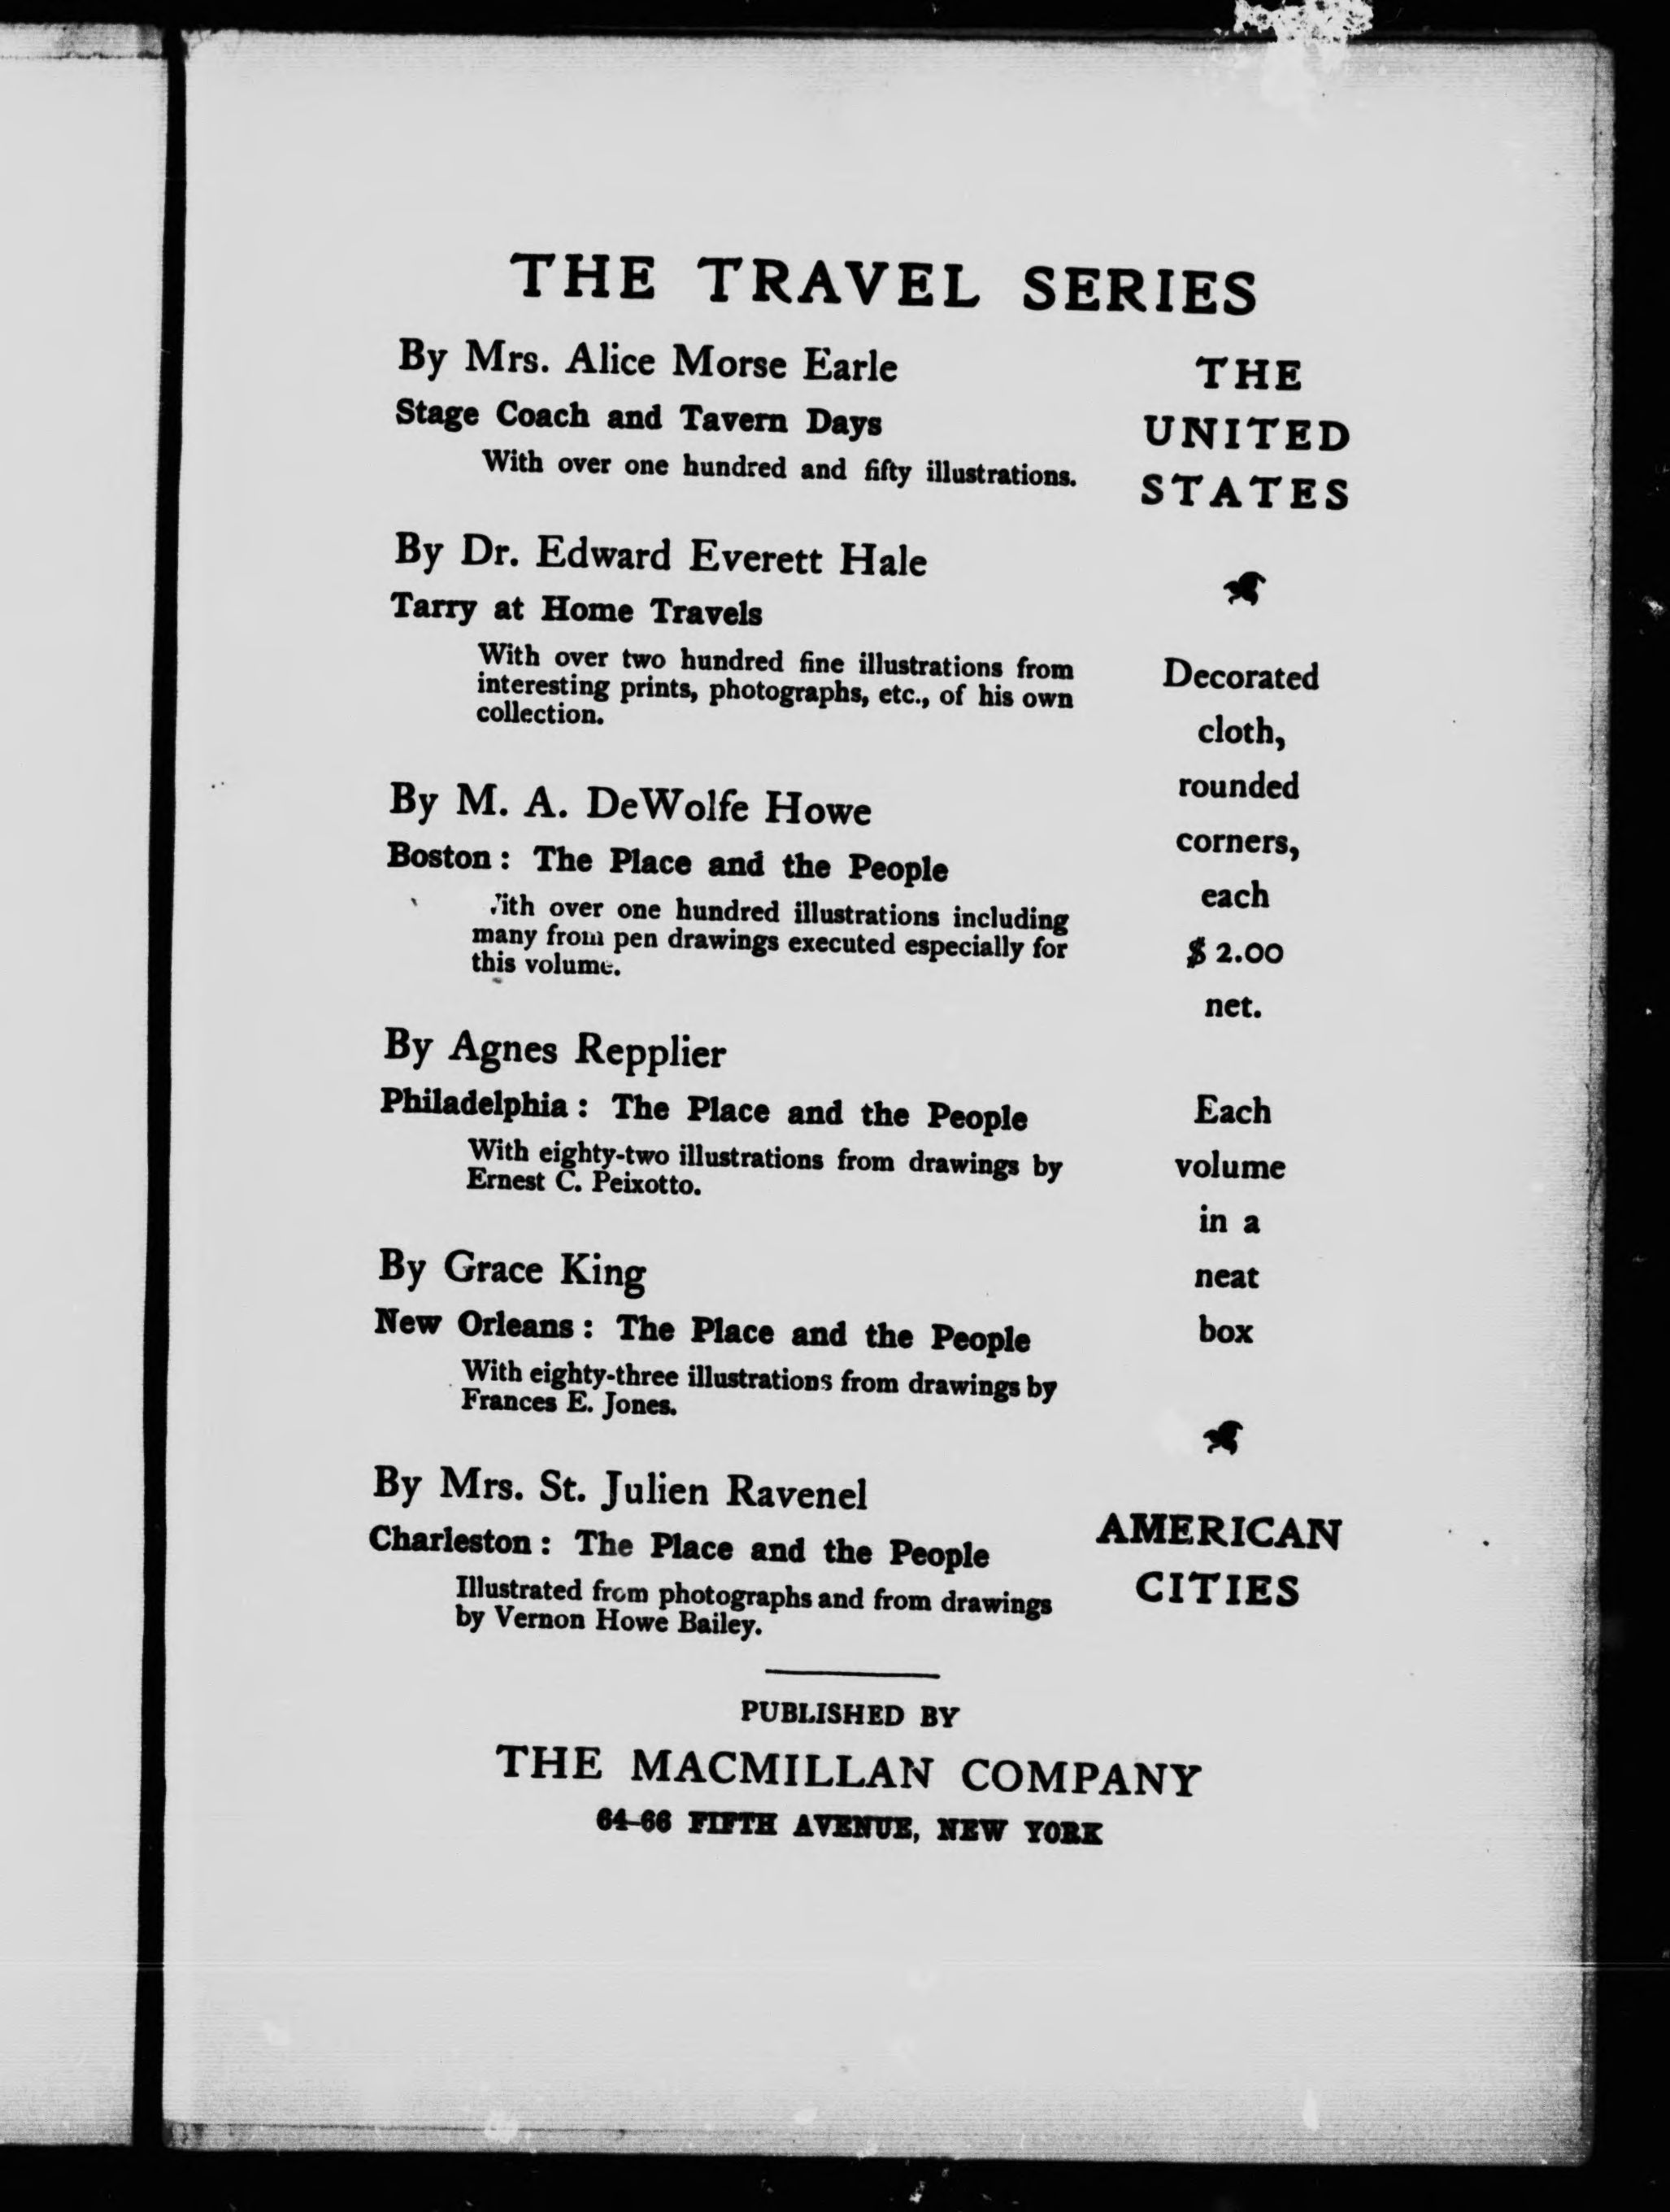 THE TRAVEL SERIES
By Mrs. Alice Morse Earle
Stage Coach and Tavern Days
With over one hundred and fifty illustrations.
By Dr. Edward Everett Hale
Tarry at Home Travels
With over two hundred fine illustrations from
interesting prints, photographs, etc., of his own
collection.
By M. A. DeWolfe Howe
Boston: The Place and the People
With over one hundred illustrations including
many from pen drawings executed especially for
this volume.
By Agnes Repplier
Philadelphia: The Place and the People
With eighty-two illustrations from drawings by
Ernest C. Peixotto.
By Grace King
New Orleans: The Place and the People
With eighty-three illustrations from drawings by
Frances E. Jones.
By Mrs. St. Julien Ravenel
Charleston: The Place and the People
Illustrated from photographs and from drawings
by Vernon Howe Bailey.
THE
UNITED
STATES
Decorated
cloth,
rounded
corners,
each
$2.00
net.
Each
volume
in a
neat
box
AMERICAN
CITIES
PUBLISHED BY
THE MACMILLAN COMPANY
64-66 FIFTH AVENUE, NEW YORK